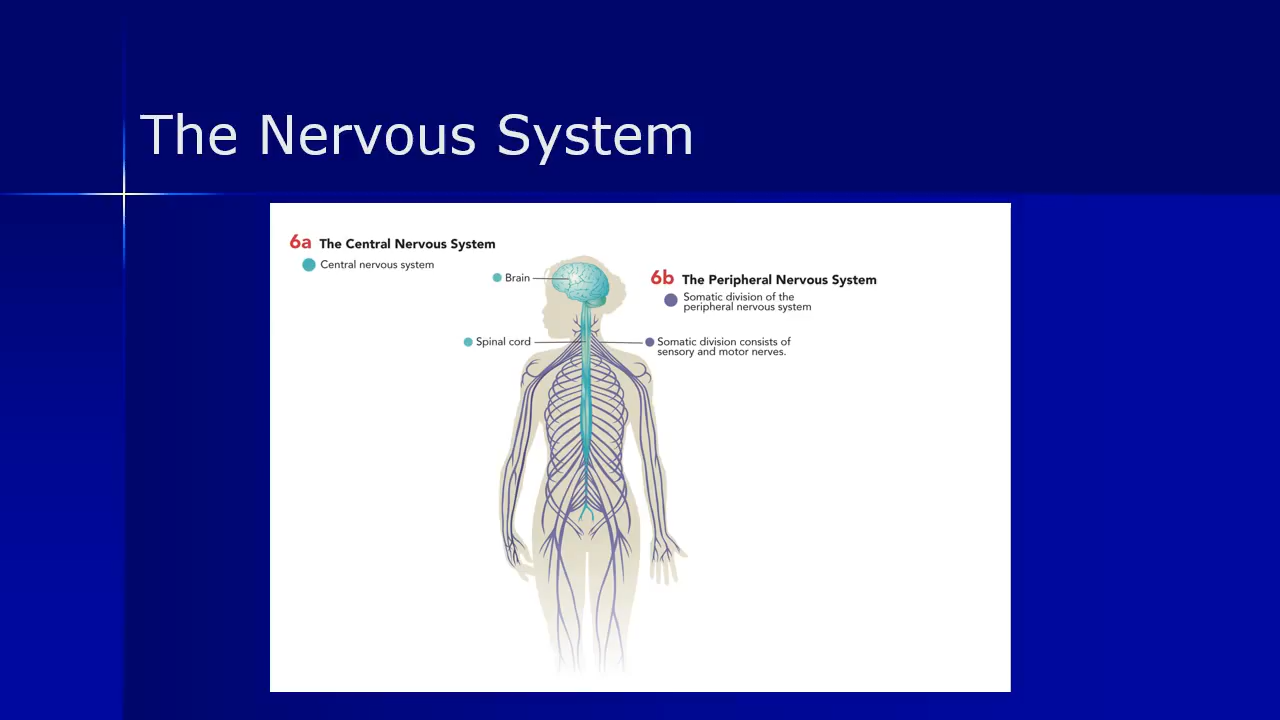 The Nervous System
6a The Central Nervous System
Central nervous system
Brain
6b The Peripheral Nervous System
Somatic division of the
peripheral nervous system
Spinal cord
Somatic division consists of
sensory and motor nerves.